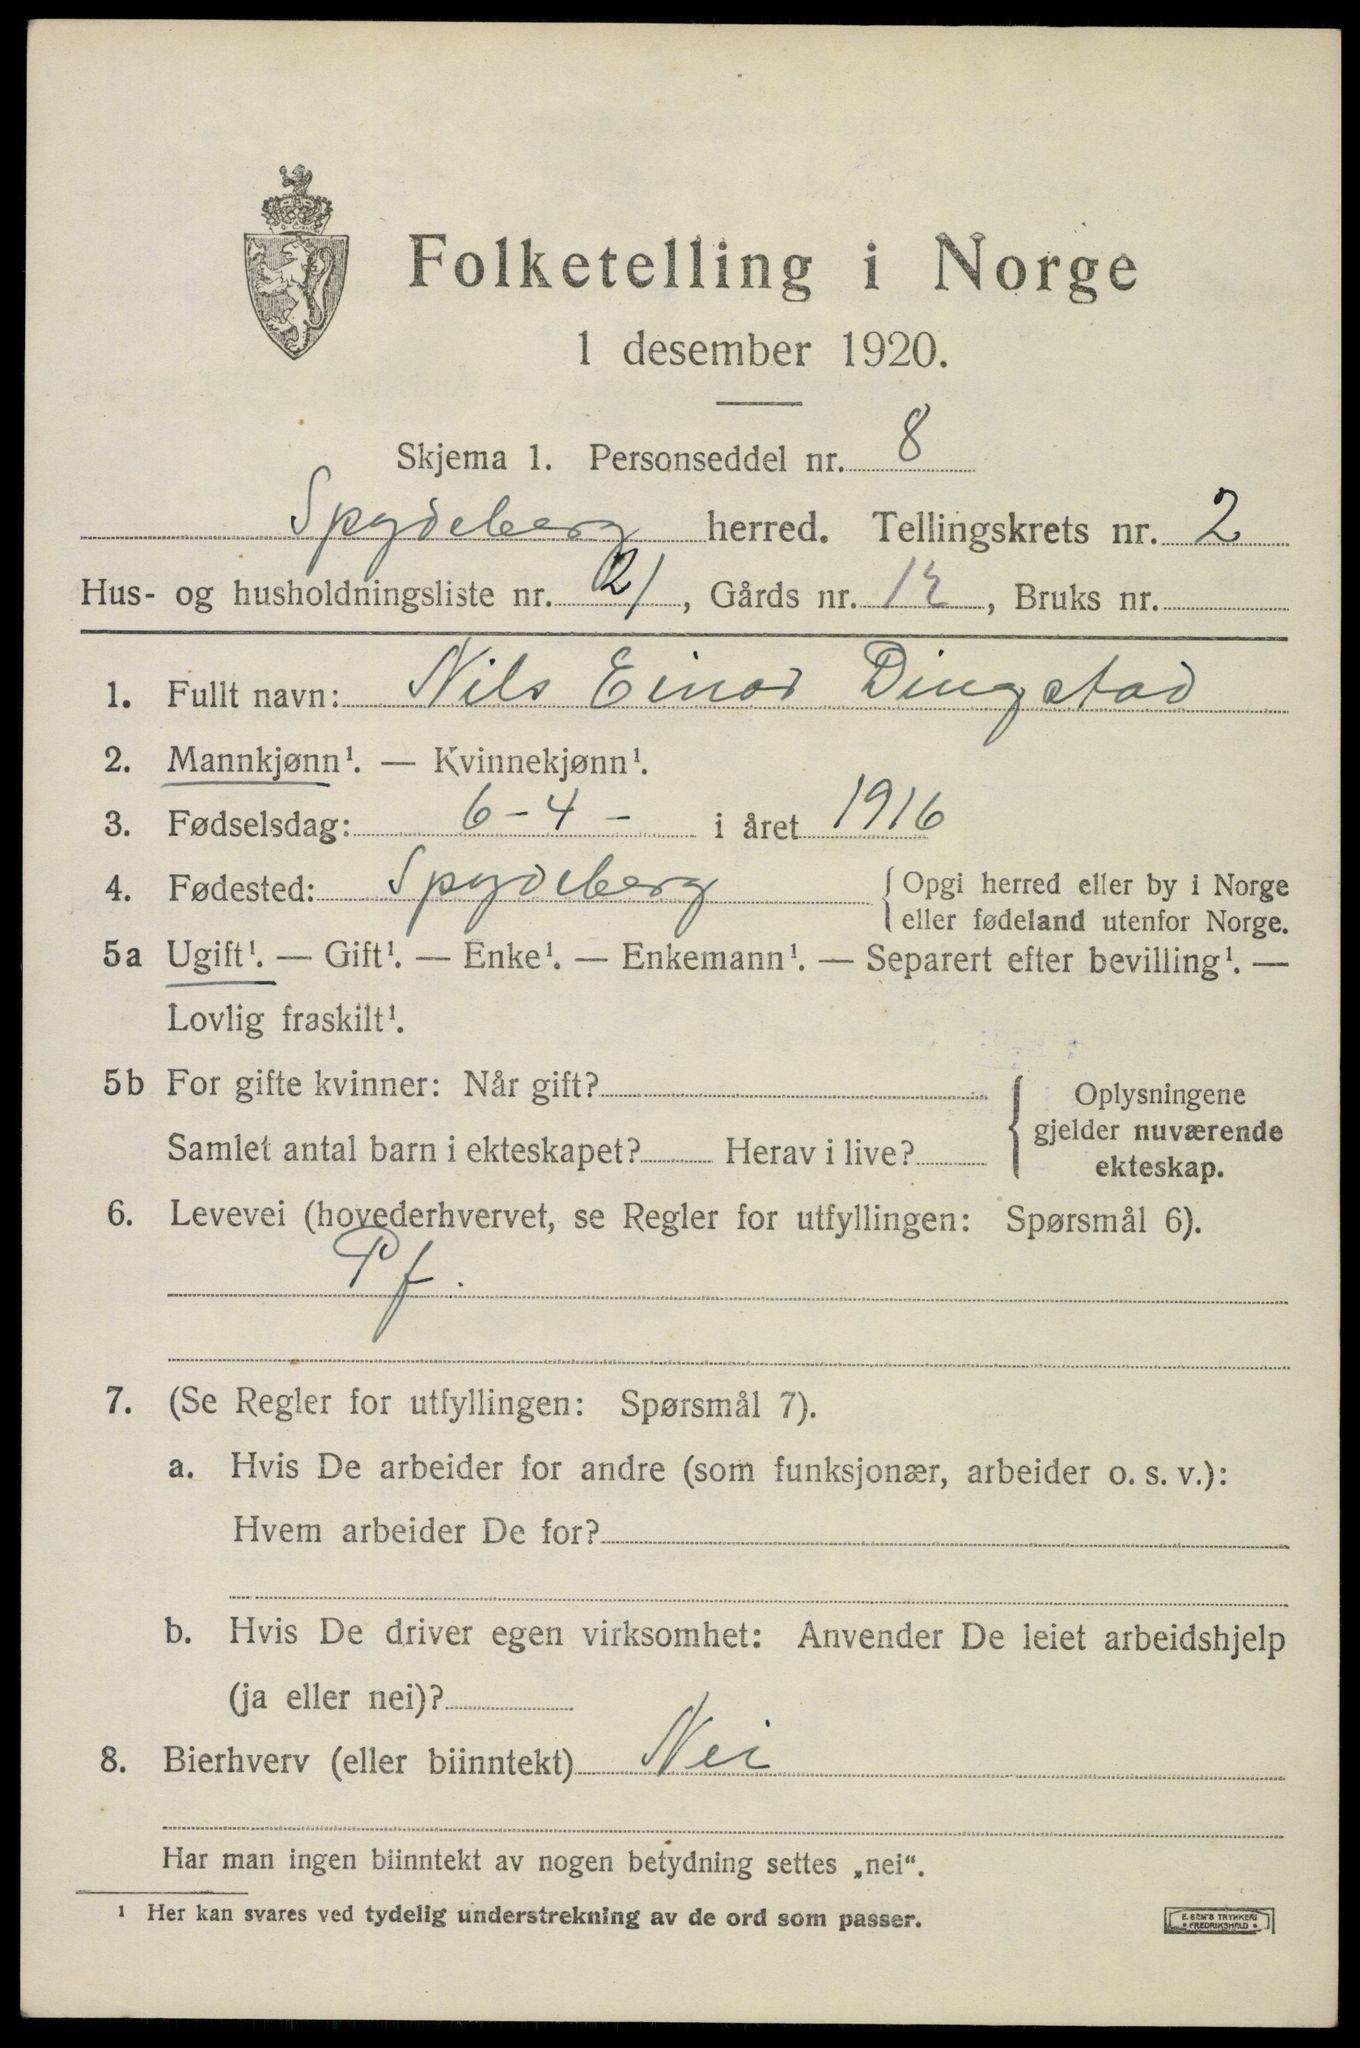 Folketelling i Norge
1 desember 1920.
Skjema 1. Personseddel nr. 8
Spydeberg herred. Tellingskrets nr. 2
Hus- og husholdningsliste nr. 21, Gårds nr. 12, Bruks nr.
1. Fullt navn: Nils Einar Dingstad
2. Mannkjønn¹. — Kvinnekjønn¹.
3. Fødselsdag: 6-4- i året 1916
4. Fødested: Spydeberg { Opgi herred eller by i Norge
eller fødeland utenfor Norge.
5a Ugift¹. — Gift¹. — Enke¹. — Enkemann¹. — Separert efter bevilling¹. —
Lovlig fraskilt¹.
5b For gifte kvinner: Når gift? { Oplysningene
gjelder nuværende
Samlet antal barn i ekteskapet? Herav i live?
ekteskap.
6. Levevei (hovederhvervet, se Regler for utfyllingen: Spørsmål 6).
Pf.
7. (Se Regler for utfyllingen: Spørsmål 7).
a. Hvis De arbeider for andre (som funksjonær, arbeider o. s. v.):
Hvem arbeider De for?
b. Hvis De driver egen virksomhet: Anvender De leiet arbeidshjelp
(ja eller nei)?
8. Bierhverv (eller biinntekt) Nei
Har man ingen biinntekt av nogen betydning settes „nei“.
¹ Her kan svares ved tydelig understrekning av de ord som passer.
E. SEM'S TRYKKERI
• FREDRIKSHALD •